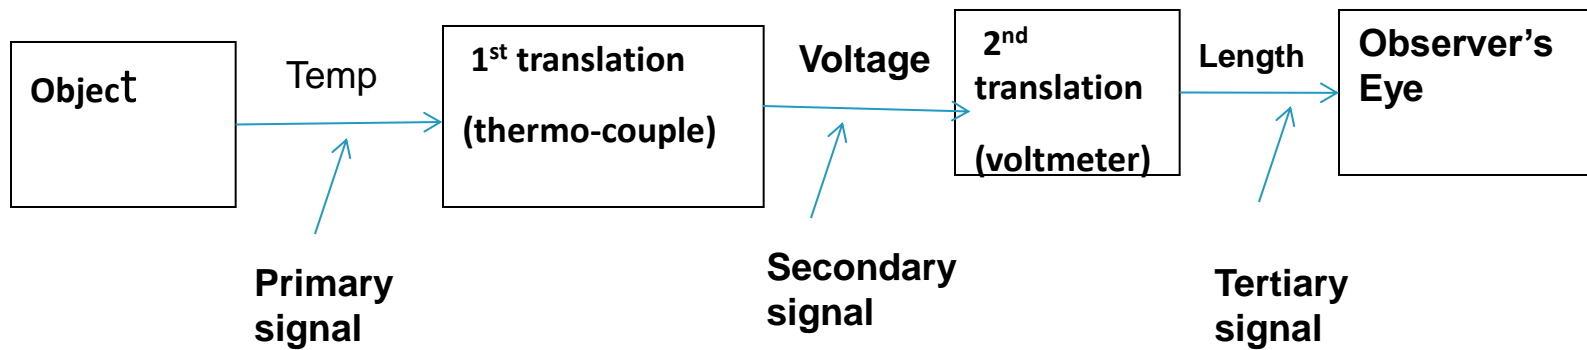 Object
Temp
1st translation
(thermo-couple)
Voltage
2nd
translation
(voltmeter)
Length
Observer’s
Eye
Primary
signal
Secondary
signal
Tertiary
signal